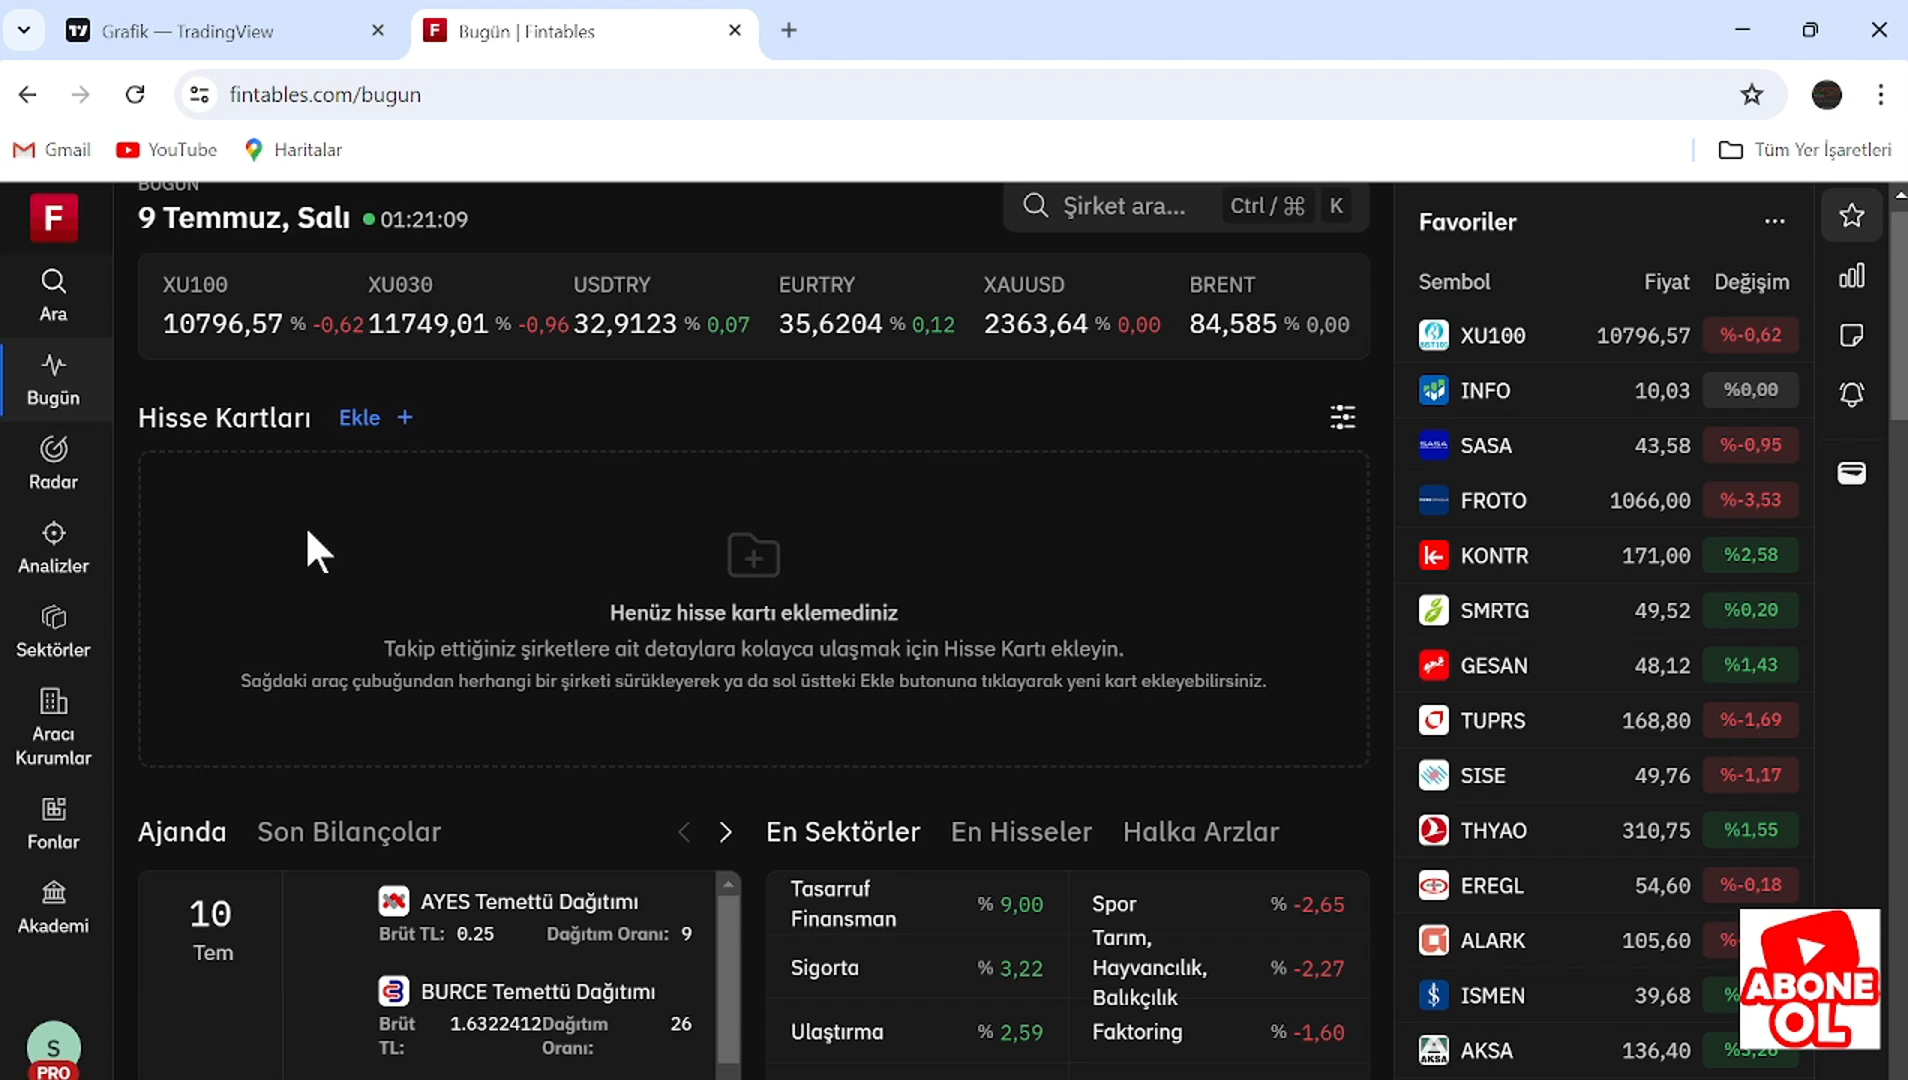 Grafik — TradingView
F
Bugün | Fintables
fintables.com/bugun
Gmail
YouTube
Haritalar
Tüm Yer İşaretleri
F
Ara
Bugün
Radar
Analizler
Sektörler
Aracı
Kurumlar
Fonlar
Akademi
S
PRO
BUGÜN
9 Temmuz, Salı
01:21:09
Şirket ara...
Ctrl / ⌘
K
XU100
10796,57 % -0,62
XU030
11749,01 % -0,96
USDTRY
32,9123 % 0,07
EURTRY
35,6204 % 0,12
XAUUSD
2363,64 % 0,00
BRENT
84,585 % 0,00
Hisse Kartları
Ekle +
Henüz hisse kartı eklemediniz
Takip ettiğiniz şirketlere ait detaylara kolayca ulaşmak için Hisse Kartı ekleyin.
Sağdaki araç çubuğundan herhangi bir şirketi sürükleyerek ya da sol üstteki Ekle butonuna tıklayarak yeni kart ekleyebilirsiniz.
Ajanda
Son Bilançolar
10
Tem
AYES Temettü Dağıtımı
Brüt TL: 0.25
Dağıtım Oranı: 9
BURCE Temettü Dağıtımı
Brüt
TL:
1.6322412
Dağıtım
Oranı:
26
En Sektörler
En Hisseler
Halka Arzlar
Tasarruf
Finansman
% 9,00
Spor
% -2,65
Sigorta
% 3,22
Tarım,
Hayvancılık,
Balıkçılık
% -2,27
Ulaştırma
% 2,59
Faktoring
% -1,60
Favoriler
Sembol Fiyat Değişim
XU100 10796,57 %-0,62
INFO 10,03 %0,00
SASA 43,58 %-0,95
FROTO 1066,00 %-3,53
KONTR 171,00 %2,58
SMRTG 49,52 %0,20
GESAN 48,12 %1,43
TUPRS 168,80 %-1,69
SISE 49,76 %-1,17
THYAO 310,75 %1,55
EREGL 54,60 %-0,18
ALARK 105,60
ISMEN 39,68
AKSA 136,40
ABONE
OL